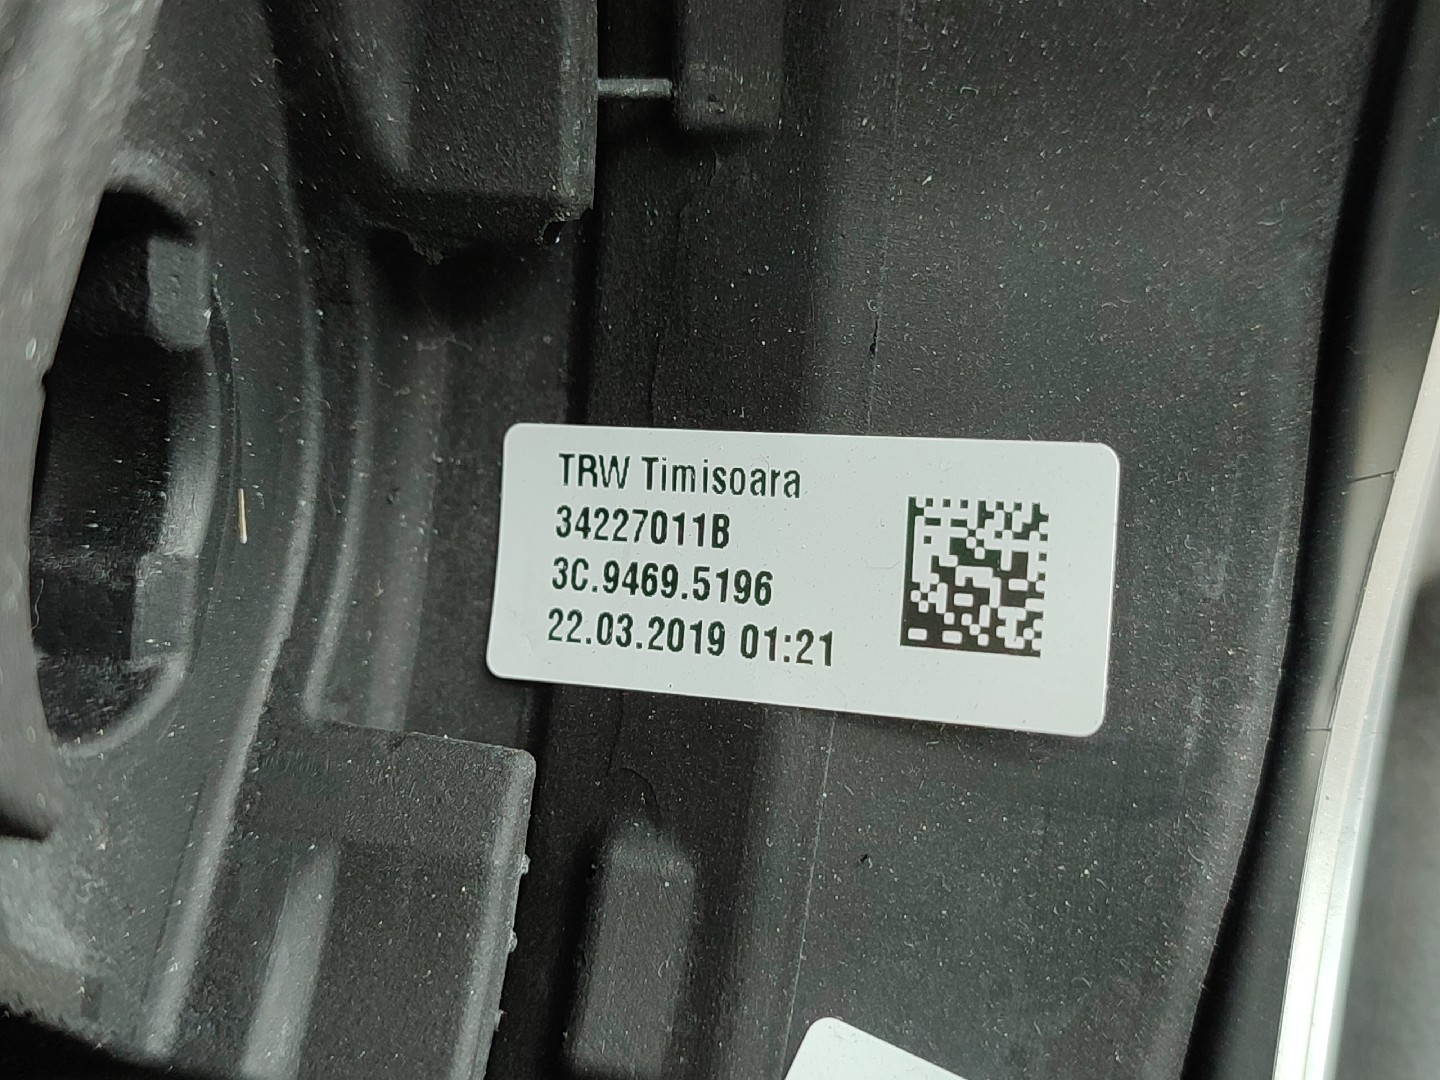 TRW Timisoara
34227011B
3C.9469.5196
22.03.2019 01:21